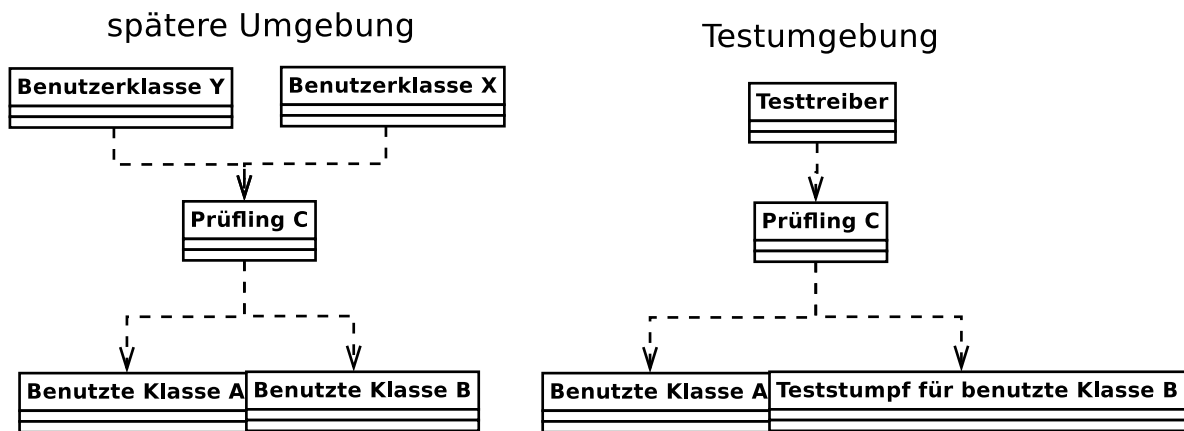 spätere Umgebung
Benutzerklasse Y
Benutzerklasse X
Prüfling C
Benutzte Klasse A
Benutzte Klasse B
Testumgebung
Testtreiber
Prüfling C
Benutzte Klasse A
Teststumpf für benutzte Klasse B